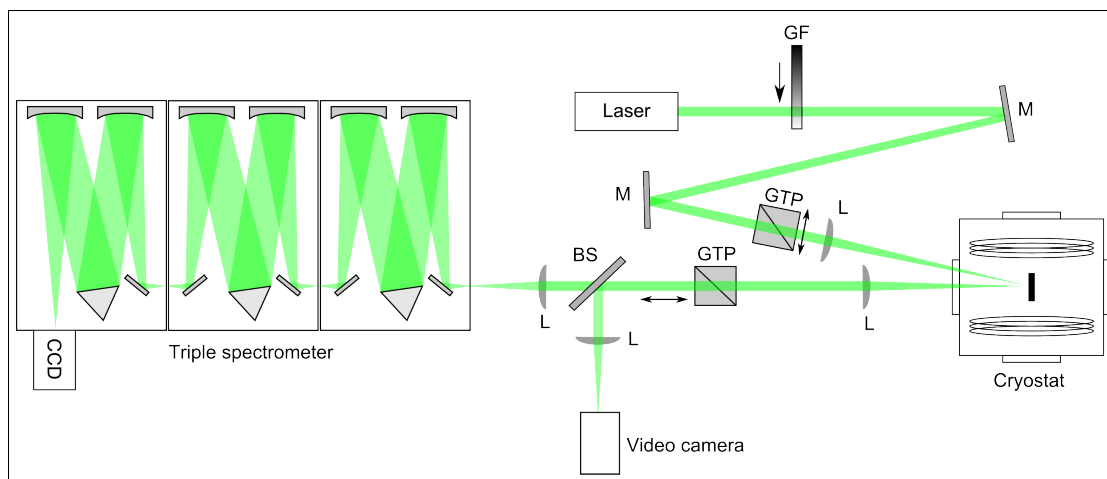 GF
Laser
M
M
GTP
L
BS
GTP
L
L
L
CCD
Triple spectrometer
Cryostat
Video camera